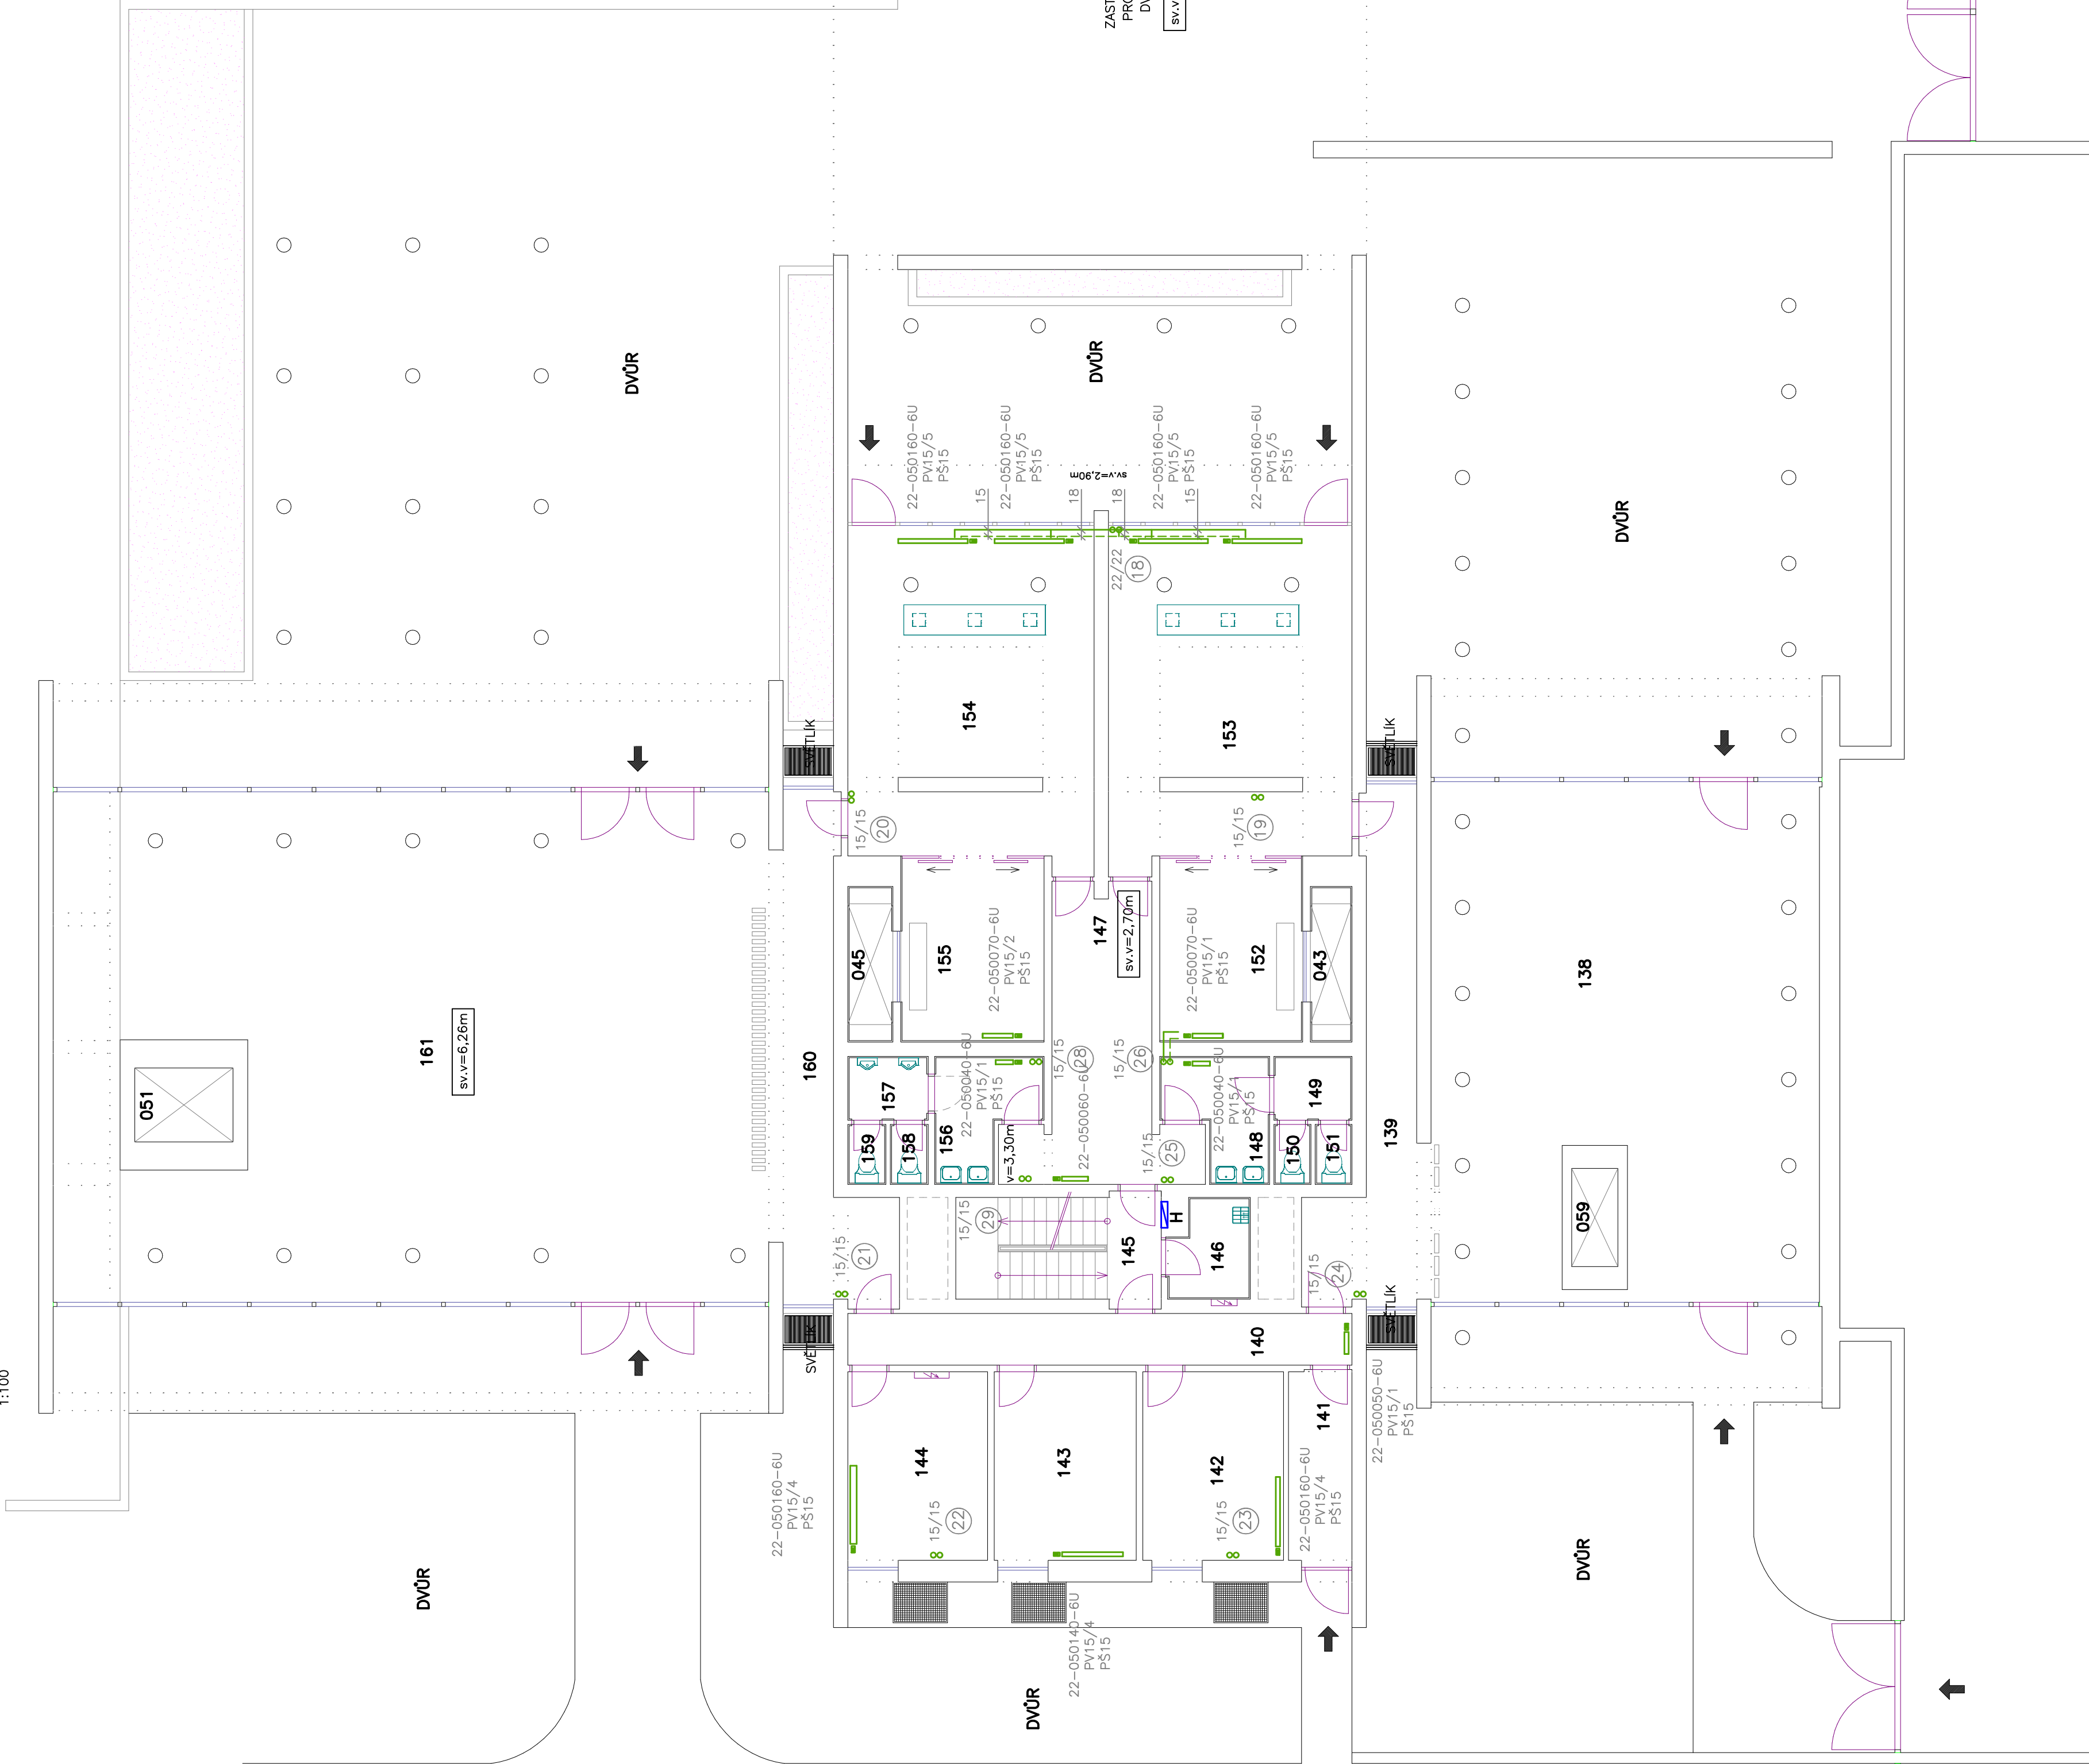 1:100
ZAST
PRO
DV
sv.v
DVŮR
DVŮR
DVŮR
22-050160-6U
PV15/5
PŠ15
22-050160-6U
PV15/5
PŠ15
22-050160-6U
PV15/5
PŠ15
22-050160-6U
PV15/5
PŠ15
sv.v=2,90m
15
18
18
15
22/22
18
154
153
SVĚTLÍK
SVĚTLÍK
15/15
20
15/15
19
045
155
22-050070-6U
PV15/2
PŠ15
147
sv.v=2,70m
22-050070-6U
PV15/1
PŠ15
152
043
138
161
sv.v=6,26m
051
160
157
159
158
156
22-050040-6U
PV15/1
PŠ15
v=3,30m
15/15
28
22-050060-6U
15/15
26
22-050040-6U
PV15/1
PŠ15
15/15
25
148
149
150
151
139
059
15/15
21
15/15
29
145
H
146
15/15
24
SVĚTLÍK
SVĚTLÍK
140
144
143
142
141
15/15
22
15/15
23
22-050160-6U
PV15/4
PŠ15
22-050160-6U
PV15/4
PŠ15
22-050050-6U
PV15/1
PŠ15
22-050140-6U
PV15/4
PŠ15
DVŮR
DVŮR
DVŮR